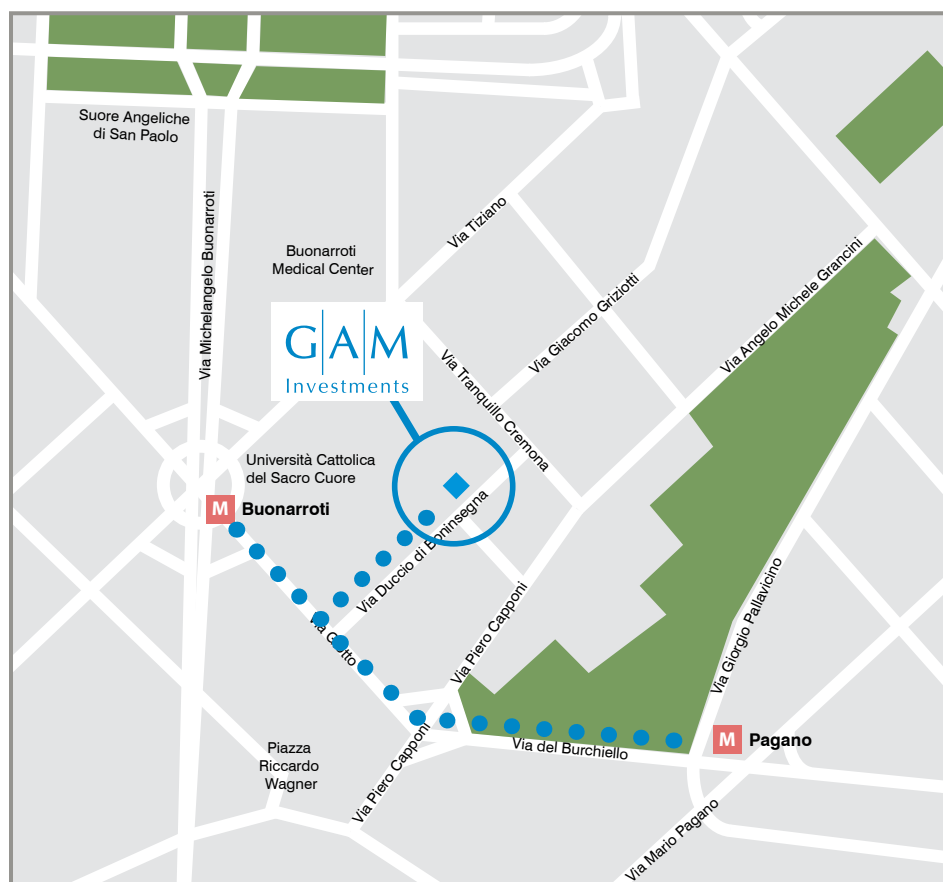 Suore Angeliche
di San Paolo
Via Michelangelo Buonarroti
Via Tiziano
Buonarroti
Medical Center
Via Giacomo Griziotti
Via Angelo Michele Grancini
G|A|M
Investments
Via Tranquillo Cremona
Università Cattolica
del Sacro Cuore
M Buonarroti
Via Duccio di Boninsegna
Via Giotto
Via Piero Capponi
Via Giorgio Pallavicino
M Pagano
Via del Burchiello
Piazza
Riccardo
Wagner
Via Piero Capponi
Via Mario Pagano